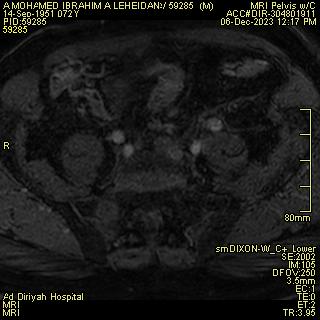 A MOHAMED IBRAHIM A LEHEIDAN:/ 59285 (M)
14-Sep-1951 072Y
PID:59285
59285
MRI Pelvis w/C
ACC#DIR-304801911
06-Dec-2023 12:17 PM
R
80mm
smDIXON-W_C+ Lower
SE:2002
IM:105
DFOV:250
3.5mm
EC:1
TE:0
ET:2
TR:3.95
Ad Diriyah Hospital
MRI
MRI